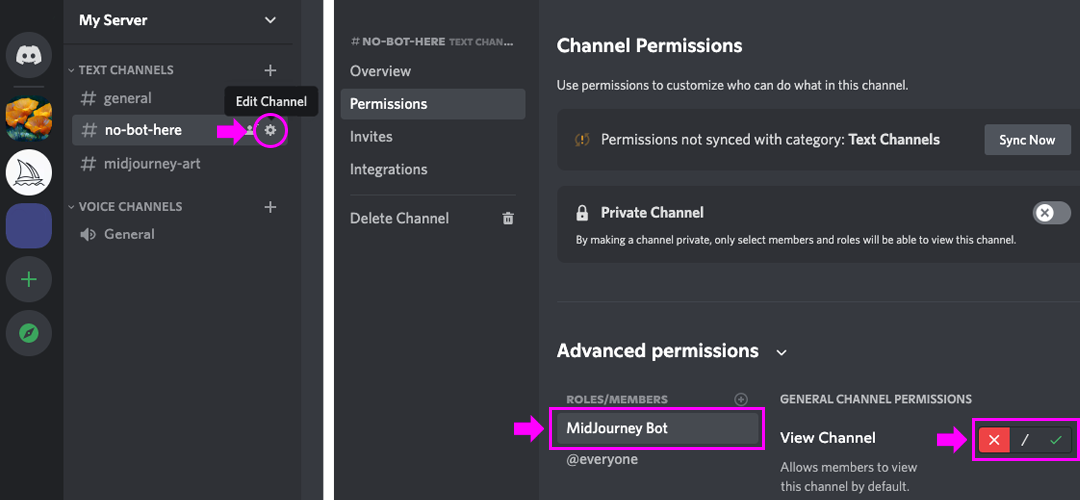 My Server
TEXT CHANNELS
# general
Edit Channel
# no-bot-here
# midjourney-art
VOICE CHANNELS
General
# NO-BOT-HERE TEXT CHAN...
Overview
Permissions
Invites
Integrations
Delete Channel
Channel Permissions
Use permissions to customize who can do what in this channel.
Permissions not synced with category: Text Channels
Sync Now
Private Channel
By making a channel private, only select members and roles will be able to view this channel.
Advanced permissions
ROLES/MEMBERS
MidJourney Bot
@everyone
GENERAL CHANNEL PERMISSIONS
View Channel
/
Allows members to view
this channel by default.